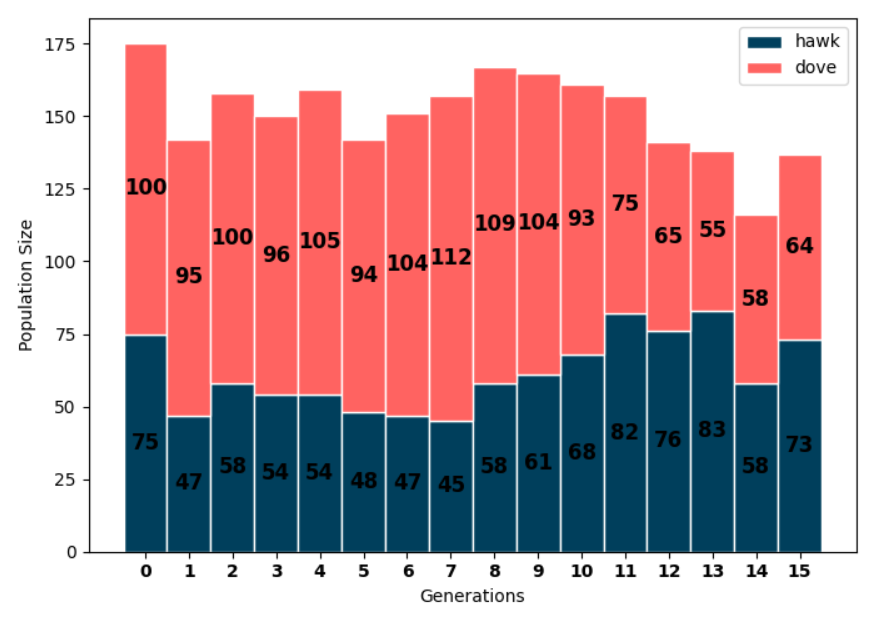 hawk
dove
175
150
125
100
75
50
25
0
Population Size
100 95 100 96 105 94 104 112 109 104 93 75 65 55 58 64
75 47 58 54 54 48 47 45 58 61 68 82 76 83 58 73
0 1 2 3 4 5 6 7 8 9 10 11 12 13 14 15
Generations